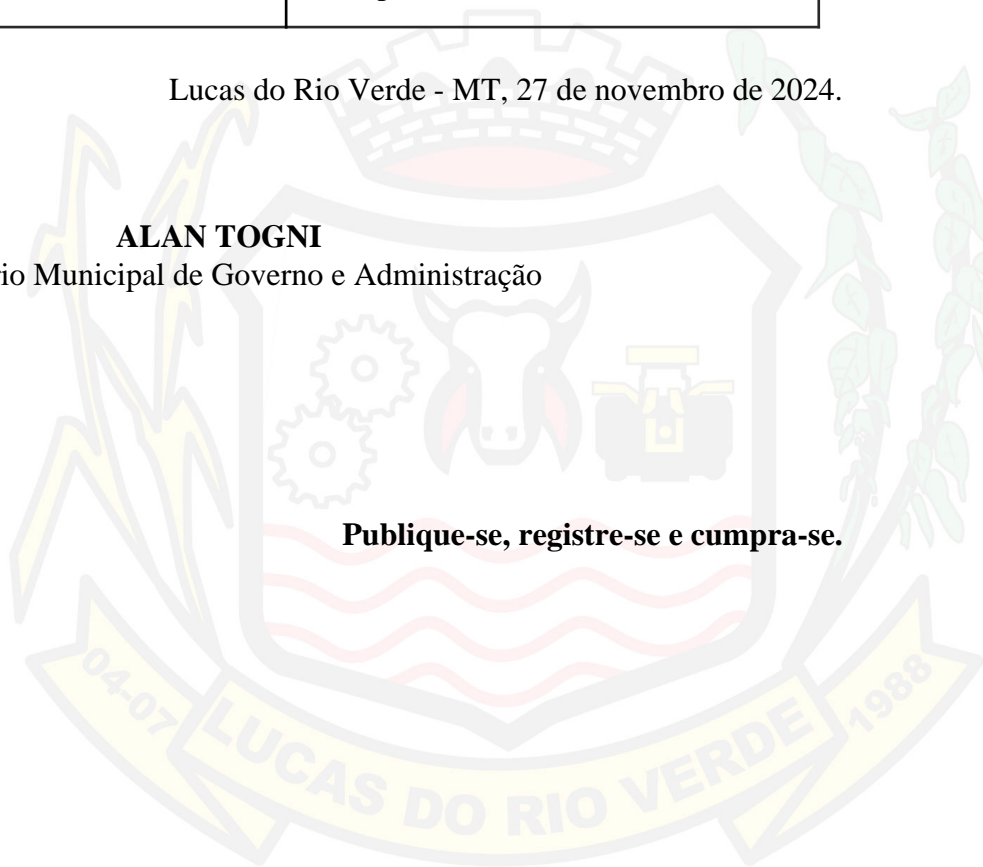 Lucas do Rio Verde - MT, 27 de novembro de 2024.
ALAN TOGNI
io Municipal de Governo e Administração
Publique-se, registre-se e cumpra-se.
04-07
LUCAS DO RIO VERDE
1988